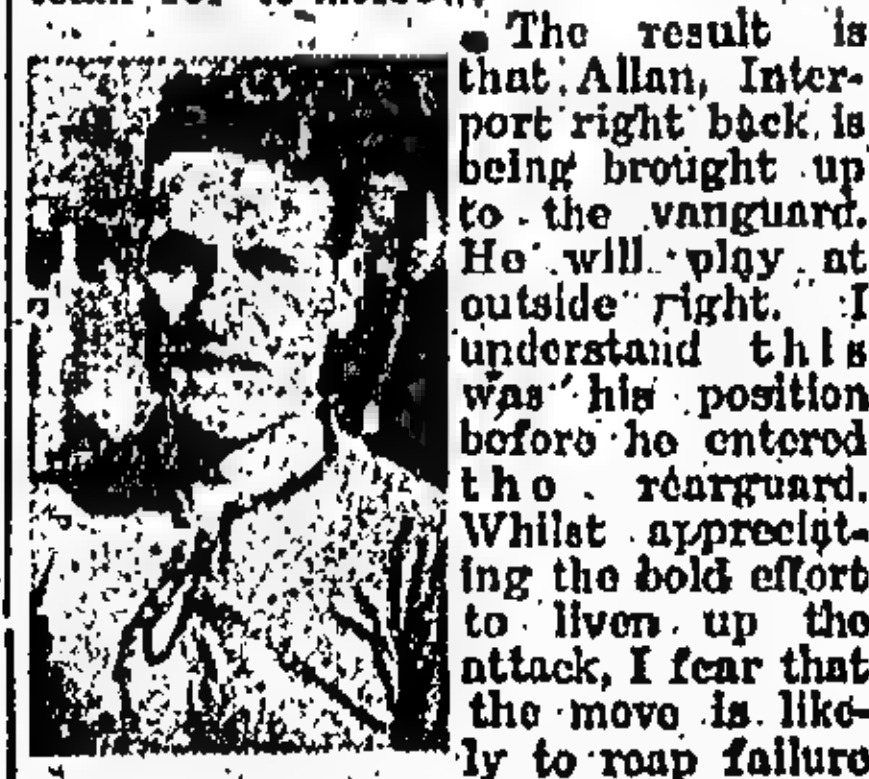 The result is
that Allan, Inter-
port right back is
being brought up
to the vanguard.
He will play at
outside right. I
understand this
was his position
before he entered
the rearguard.
Whilst appreciat-
ing the bold effort
to liven up the
attack, I fear that
the move is like-
ly to reap failure